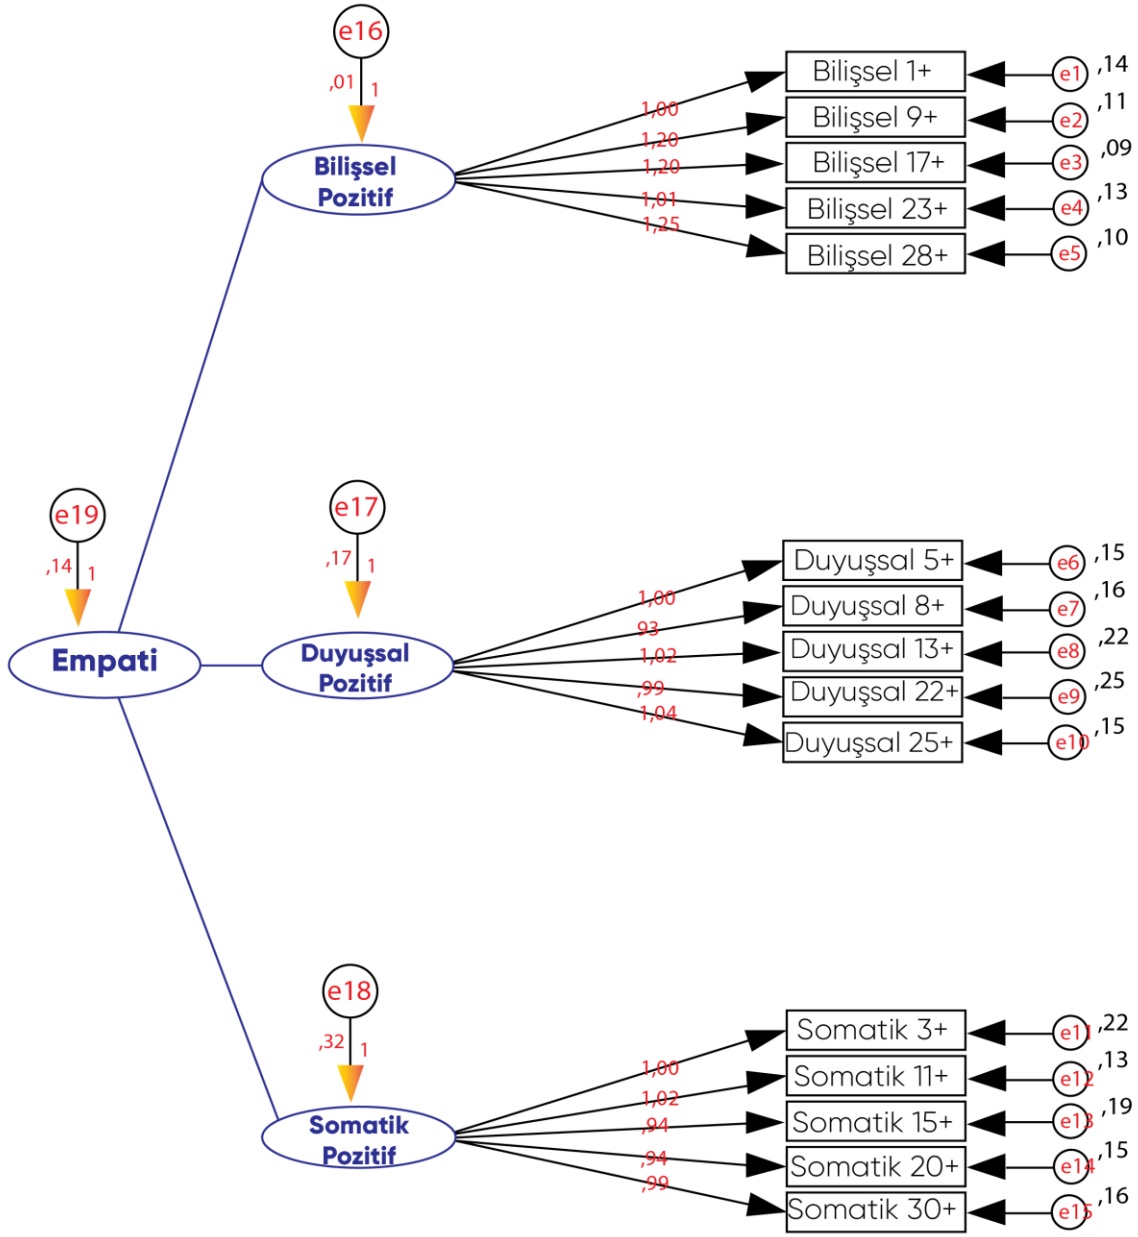 e16
,01 1
Bilişsel
Pozitif
1,00
1,20
1,20
1,01
1,25
Bilişsel 1+ e1 ,14
Bilişsel 9+ e2 ,11
Bilişsel 17+ e3 ,09
Bilişsel 23+ e4 ,13
Bilişsel 28+ e5 ,10
e19
,14 1
Empati
e17
,17 1
Duyuşsal
Pozitif
1,00
93
1,02
,99
1,04
Duyuşsal 5+ e6 ,15
Duyuşsal 8+ e7 ,16
Duyuşsal 13+ e8 ,22
Duyuşsal 22+ e9 ,25
Duyuşsal 25+ e10 ,15
e18
,32 1
Somatik
Pozitif
1,00
1,02
,94
,94
,99
Somatik 3+ e11 ,22
Somatik 11+ e12 ,13
Somatik 15+ e13 ,19
Somatik 20+ e14 ,15
Somatik 30+ e15 ,16